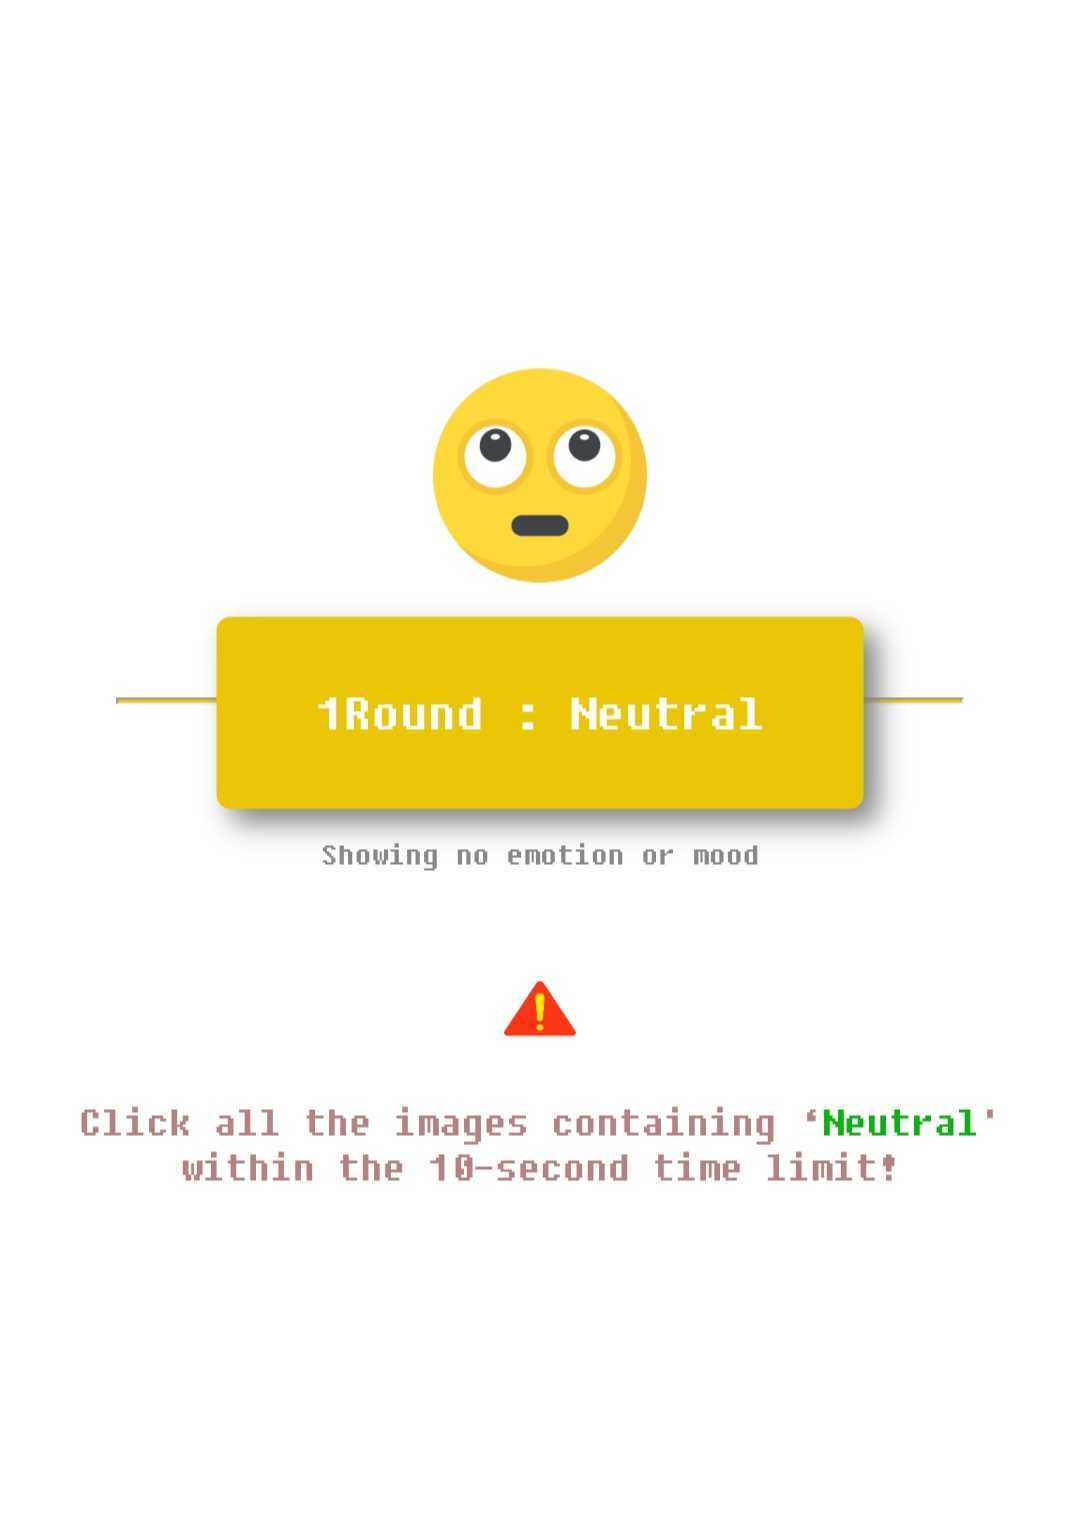 1Round : Neutral
Showing no emotion or mood
Click all the images containing ‘Neutral'
within the 10-second time limit!